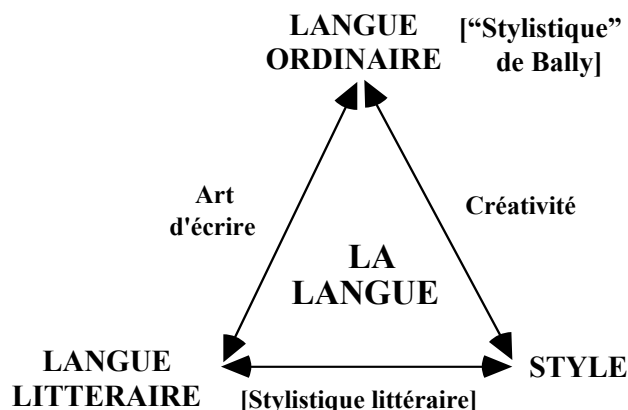 LANGUE
ORDINAIRE
[“Stylistique”
de Bally]
Art
d'écrire
Créativité
LA
LANGUE
LANGUE
LITTERAIRE
STYLE
[Stylistique littéraire]